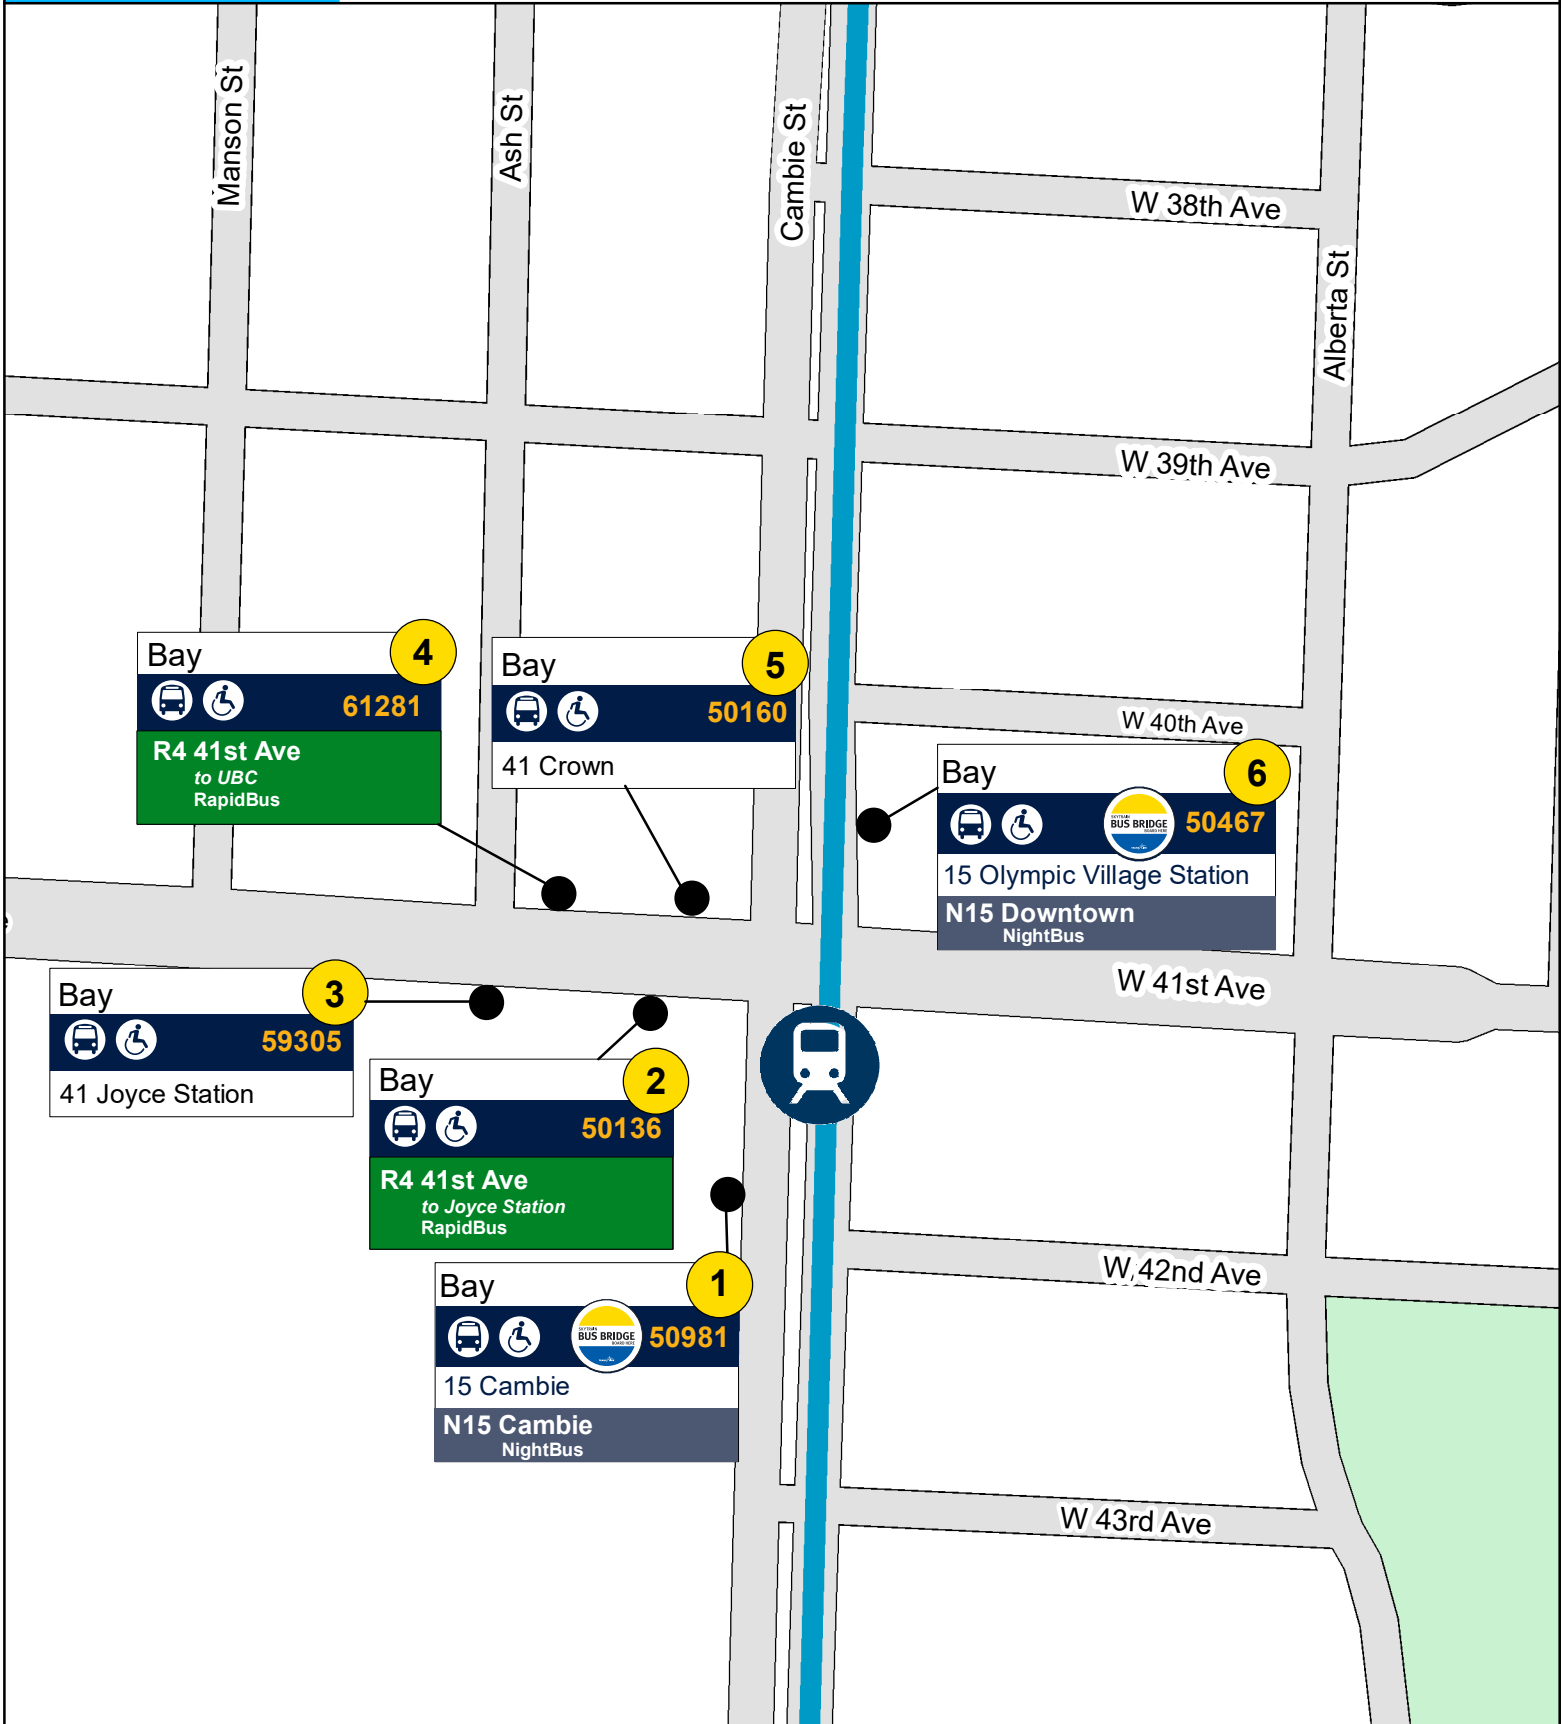 Manson St
Ash St
Cambie St
W 38th Ave
Alberta St
W 39th Ave
W 40th Ave
Bay 4
61281
R4 41st Ave
to UBC
RapidBus
Bay 5
50160
41 Crown
Bay 6
BUS BRIDGE
50467
15 Olympic Village Station
N15 Downtown
NightBus
W 41st Ave
Bay 3
59305
41 Joyce Station
Bay 2
50136
R4 41st Ave
to Joyce Station
RapidBus
Bay 1
SKYTRAIN
BUS BRIDGE
BOARD HERE
50981
15 Cambie
N15 Cambie
NightBus
W 42nd Ave
W 43rd Ave